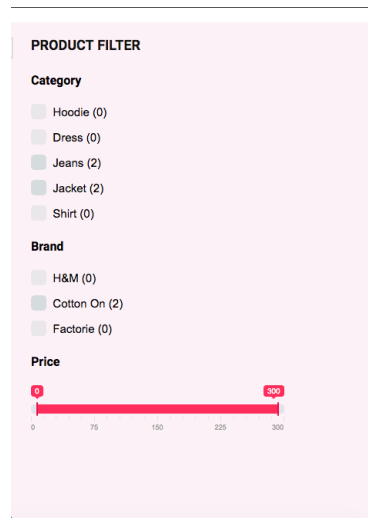 PRODUCT FILTER
Category
Hoodie (0)
Dress (0)
Jeans (2)
Jacket (2)
Shirt (0)
Brand
H&M (0)
Cotton On (2)
Factorie (0)
Price
0 300
0 75 150 225 300